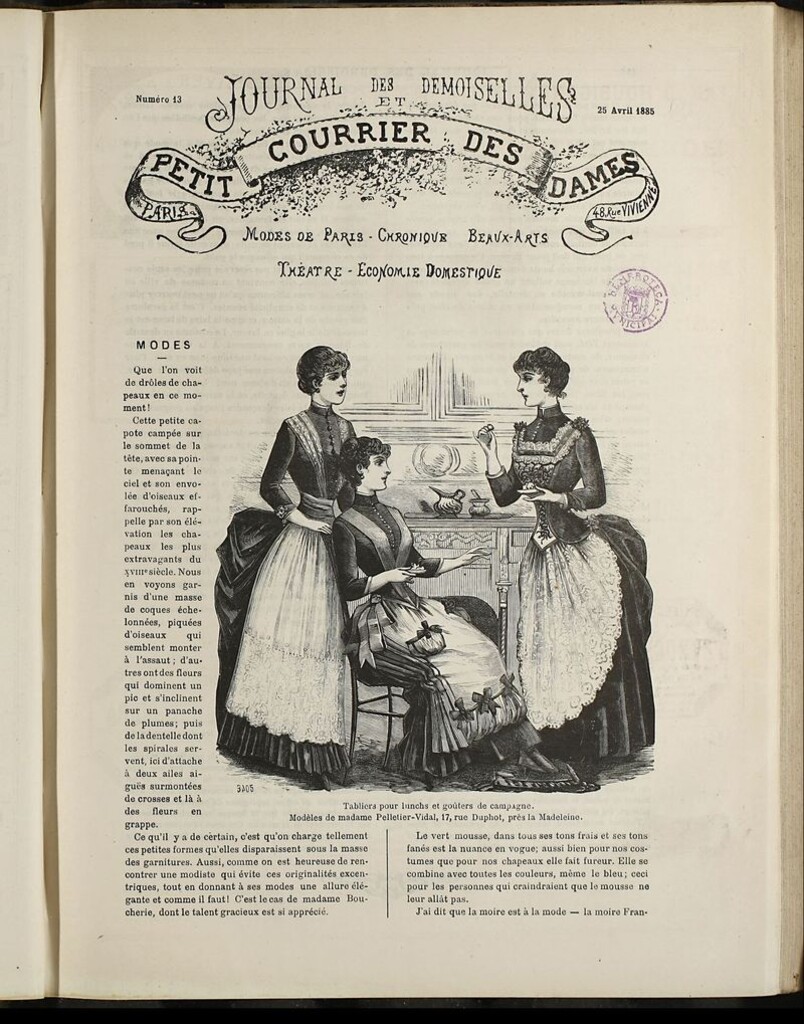 Numéro 13
JOURNAL DES DEMOISELLES
ET
25 Avril 1885
PETIT COURRIER DES DAMES
PARIS
48, Rue VIVIENNE
MODES DE PARIS - CHRONIQUE BEAUX-ARTS
THÉATRE - ECONOMIE DOMESTIQUE
HEMEROTECA
MUNICIPAL
MODES
Que l'on voit
de drôles de cha-
peaux en ce mo-
ment!
Cette petite ca-
pote campée sur
le sommet de la
tête, avec sa poin-
te menaçant le
ciel et son envo-
lée d'oiseaux ef-
farouchés, rap-
pelle par son élé-
vation les cha-
peaux les plus
extravagants du
XVIIIe siècle. Nous
en voyons gar-
nis d'une masse
de coques éche-
lonnées, piquées
d'oiseaux qui
semblent monter
à l'assaut; d'au-
tres ont des fleurs
qui dominent un
pic et s'inclinent
sur un panache
de plumes; puis
de la dentelle dont
les spirales ser-
vent, ici d'attache
à deux ailes ai-
guës surmontées
de crosses et là à
des fleurs en
grappe.
3405
Tabliers pour lunchs et goûters de campagne.
Modèles de madame Pelletier-Vidal, 17, rue Duphot, près la Madeleine.
Ce qu'il y a de certain, c'est qu'on charge tellement
ces petites formes qu'elles disparaissent sous la masse
des garnitures. Aussi, comme on est heureuse de ren-
contrer une modiste qui évite ces originalités excen-
triques, tout en donnant à ses modes une allure élé-
gante et comme il faut! C'est le cas de madame Bou-
cherie, dont le talent gracieux est si apprécié.
Le vert mousse, dans tous ses tons frais et ses tons
fanés est la nuance en vogue; aussi bien pour nos cos-
tumes que pour nos chapeaux elle fait fureur. Elle se
combine avec toutes les couleurs, même le bleu; ceci
pour les personnes qui craindraient que le mousse ne
leur allât pas.
J'ai dit que la moire est à la mode — la moire Fran-